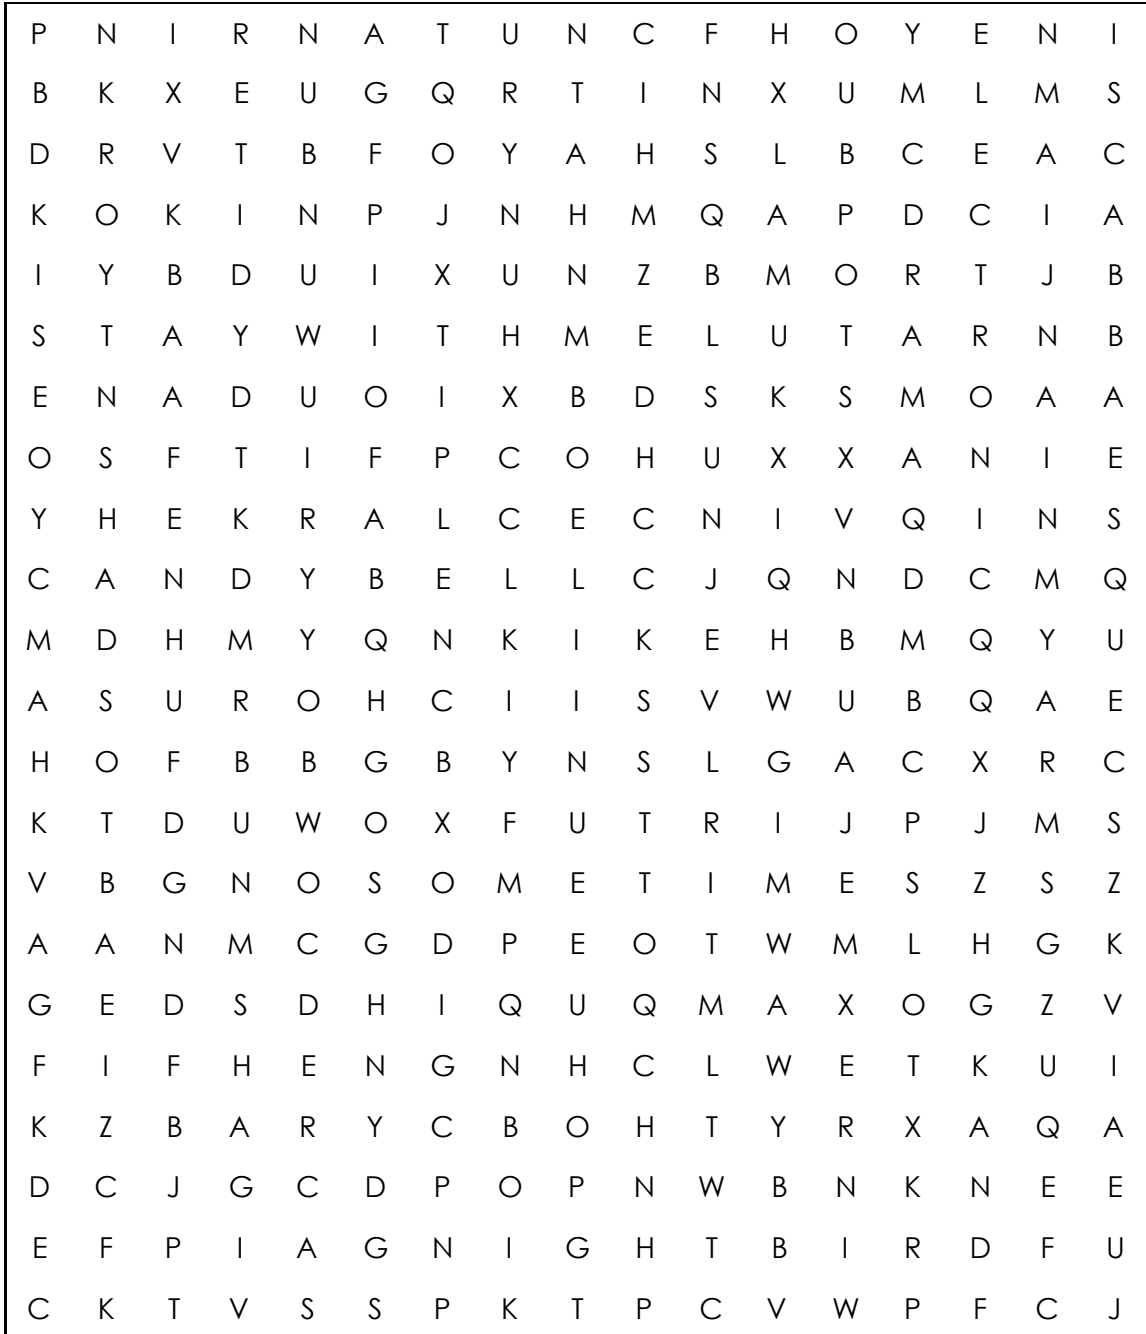 P N I R N A T U N C F H O Y E N I
B K X E U G Q R T I N X U M L M S
D R V T B F O Y A H S L B C E A C
K O K I N P J N H M Q A P D C I A
I Y B D U I X U N Z B M O R T J B
S T A Y W I T H M E L U T A R N B
E N A D U O I X B D S K S M O A A
O S F T I F P C O H U X X A N I E
Y H E K R A L C E C N I V Q I N S
C A N D Y B E L L C J Q N D C M Q
M D H M Y Q N K I K E H B M Q Y U
A S U R O H C I I S V W U B Q A E
H O F B B G B Y N S L G A C X R C
K T D U W O X F U T R I J P J M S
V B G N O S O M E T I M E S Z S Z
A A N M C G D P E O T W M L H G K
G E D S D H I Q U Q M A X O G Z V
F I F H E N G N H C L W E T K U I
K Z B A R Y C B O H T Y R X A Q A
D C J G C D P O P N W B N K N E E
E F P I A G N I G H T B I R D F U
C K T V S S P K T P C V W P F C J